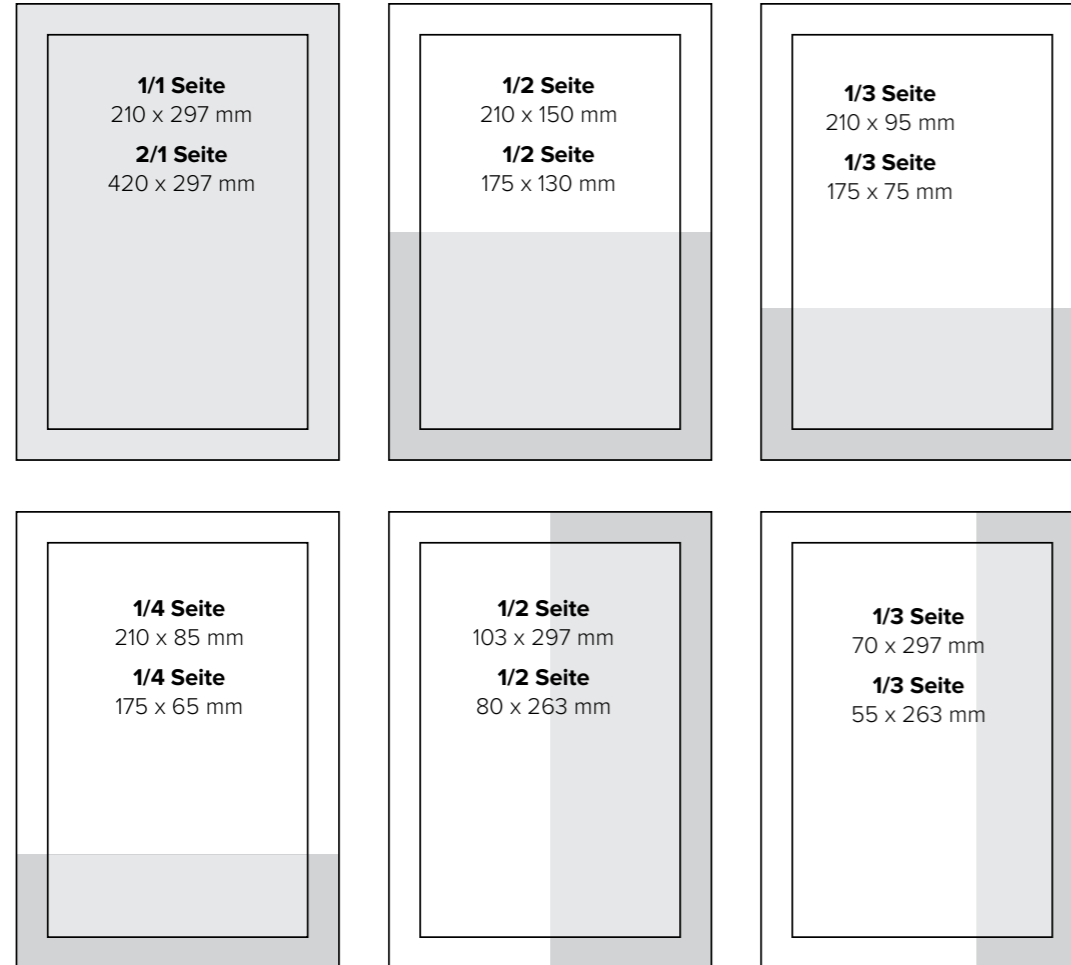 1/1 Seite
210 x 297 mm
2/1 Seite
420 x 297 mm
1/2 Seite
210 x 150 mm
1/2 Seite
175 x 130 mm
1/3 Seite
210 x 95 mm
1/3 Seite
175 x 75 mm
1/4 Seite
210 x 85 mm
1/4 Seite
175 x 65 mm
1/2 Seite
103 x 297 mm
1/2 Seite
80 x 263 mm
1/3 Seite
70 x 297 mm
1/3 Seite
55 x 263 mm